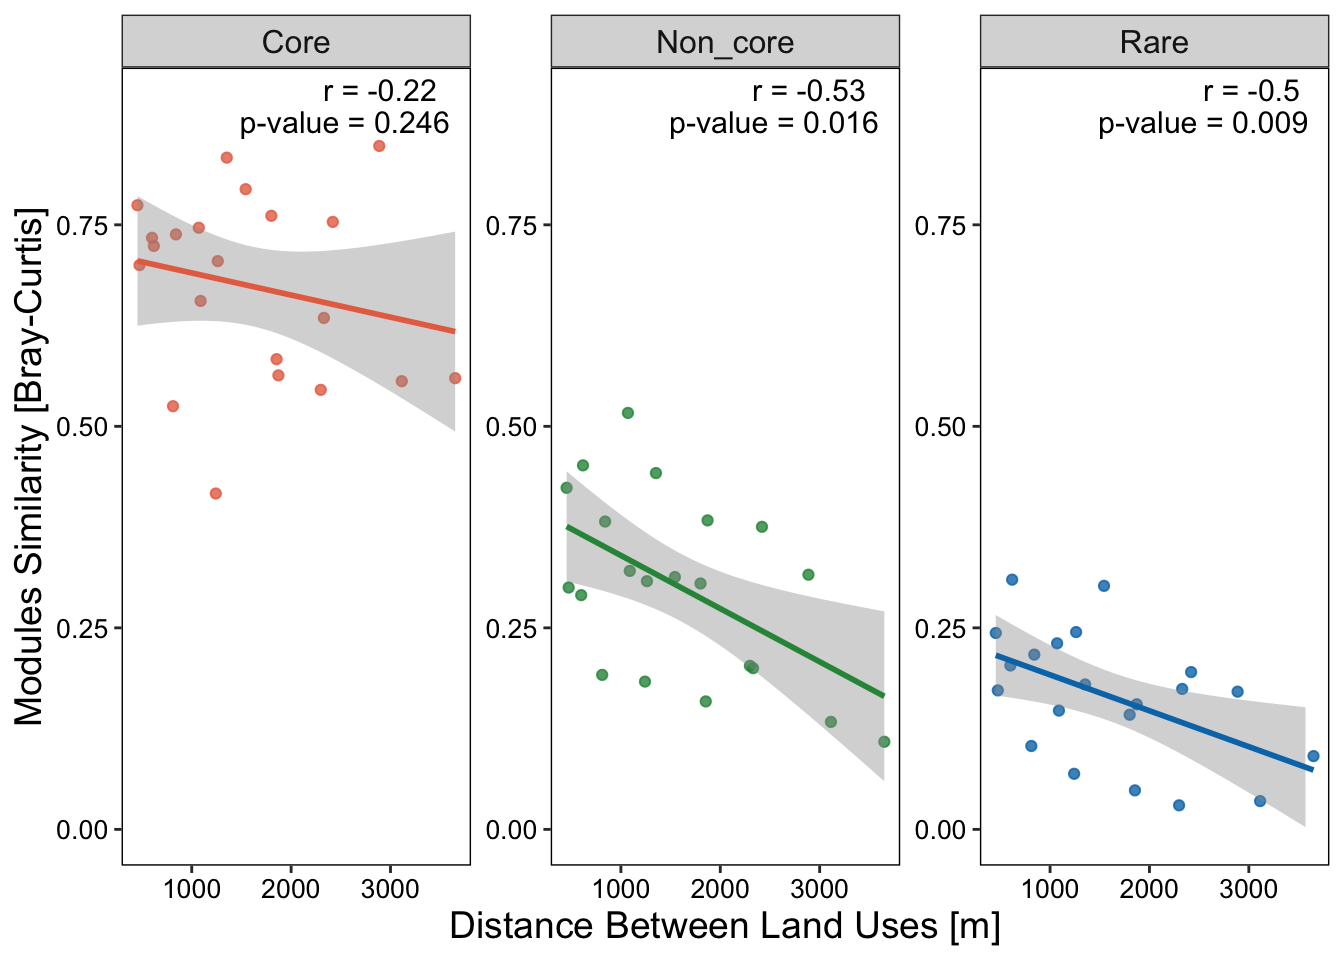 Core
Non_core
Rare
r = -0.22
p-value = 0.246
r = -0.53
p-value = 0.016
r = -0.5
p-value = 0.009
Modules Similarity [Bray-Curtis]
0.75
0.50
0.25
0.00
0.75
0.50
0.25
0.00
0.75
0.50
0.25
0.00
1000 2000 3000
1000 2000 3000
1000 2000 3000
Distance Between Land Uses [m]